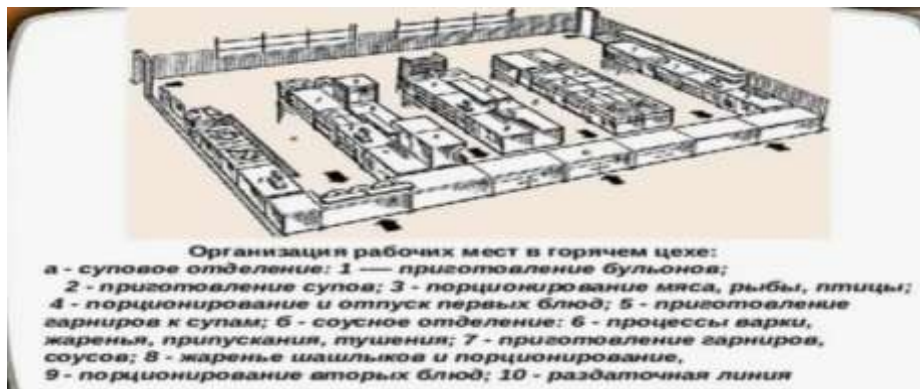 Организация рабочих мест в горячем цехе:
а - суповое отделение: 1 — приготовление бульонов;
2 - приготовление супов; 3 - порционирование мяса, рыбы, птицы;
4 - порционирование и отпуск первых блюд; 5 - приготовление
гарниров к супам; б - соусное отделение: 6 - процессы варки,
жаренья, припускания, тушения; 7 - приготовление гарниров,
соусов; 8 - жаренье шашлыков и порционирование,
9 - порционирование вторых блюд; 10 - раздаточная линия